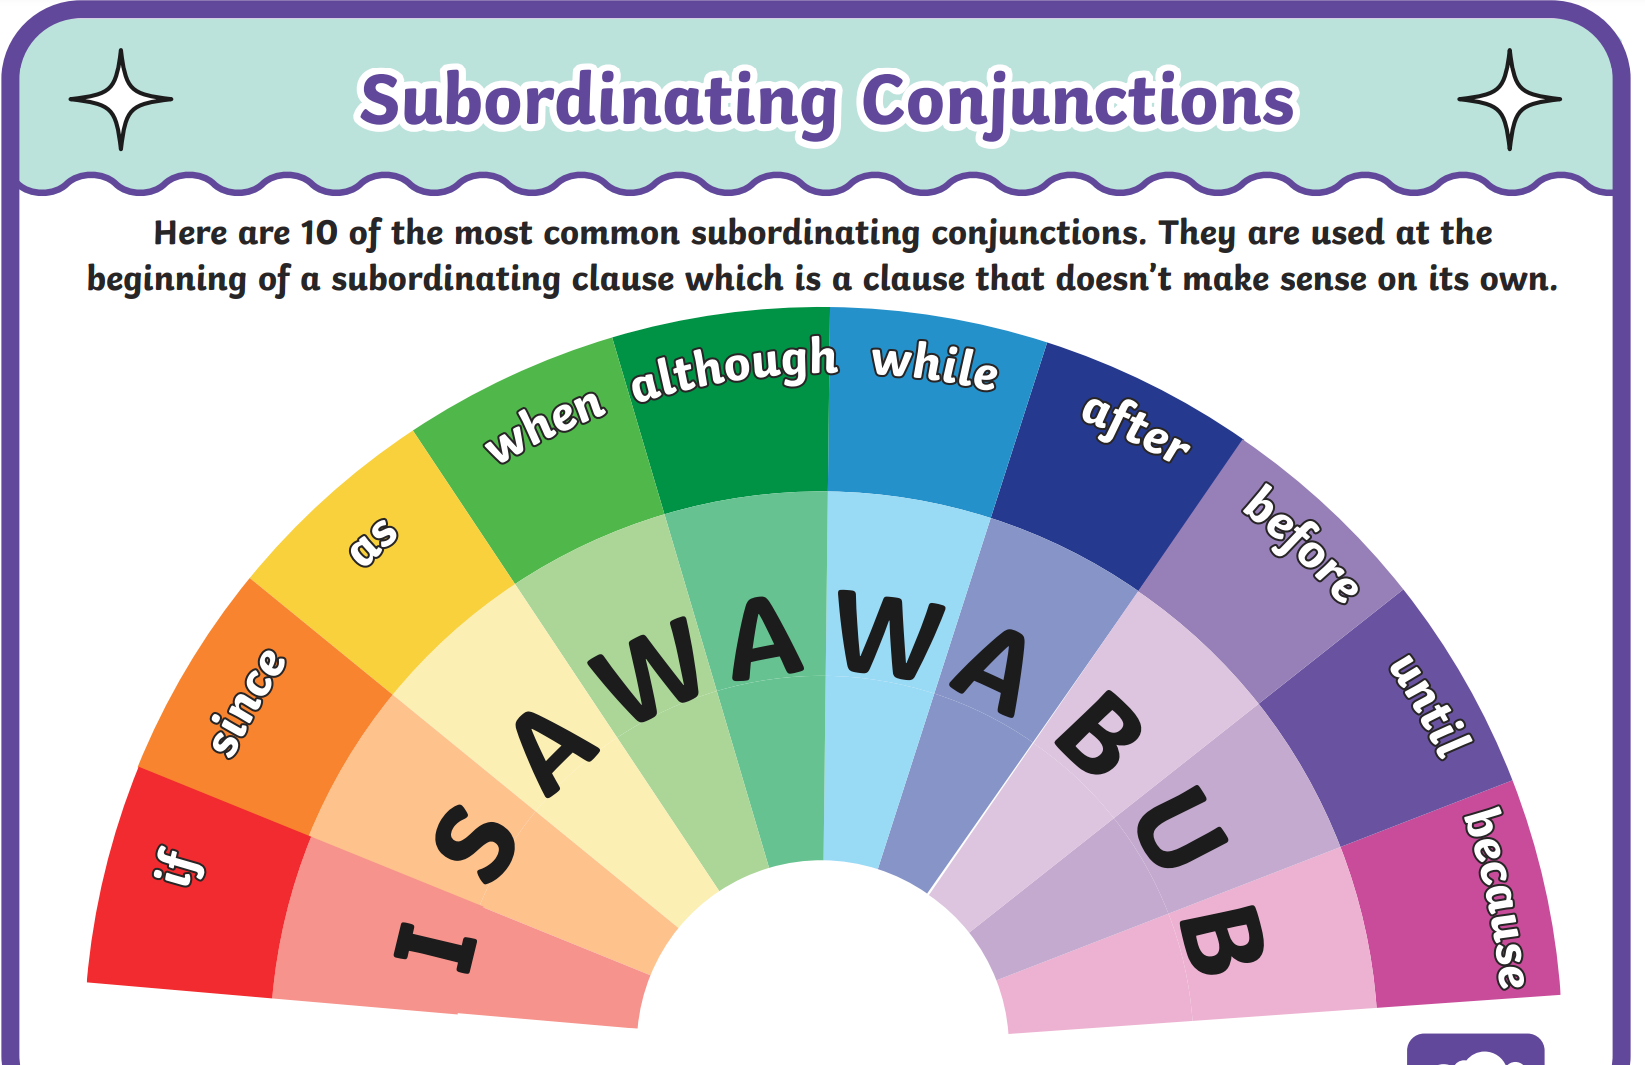 Subordinating Conjunctions
Here are 10 of the most common subordinating conjunctions. They are used at the
beginning of a subordinating clause which is a clause that doesn't make sense on its own.
if
since
as
when
although
while
after
before
until
because
I
S
A
W
A
W
A
B
U
B